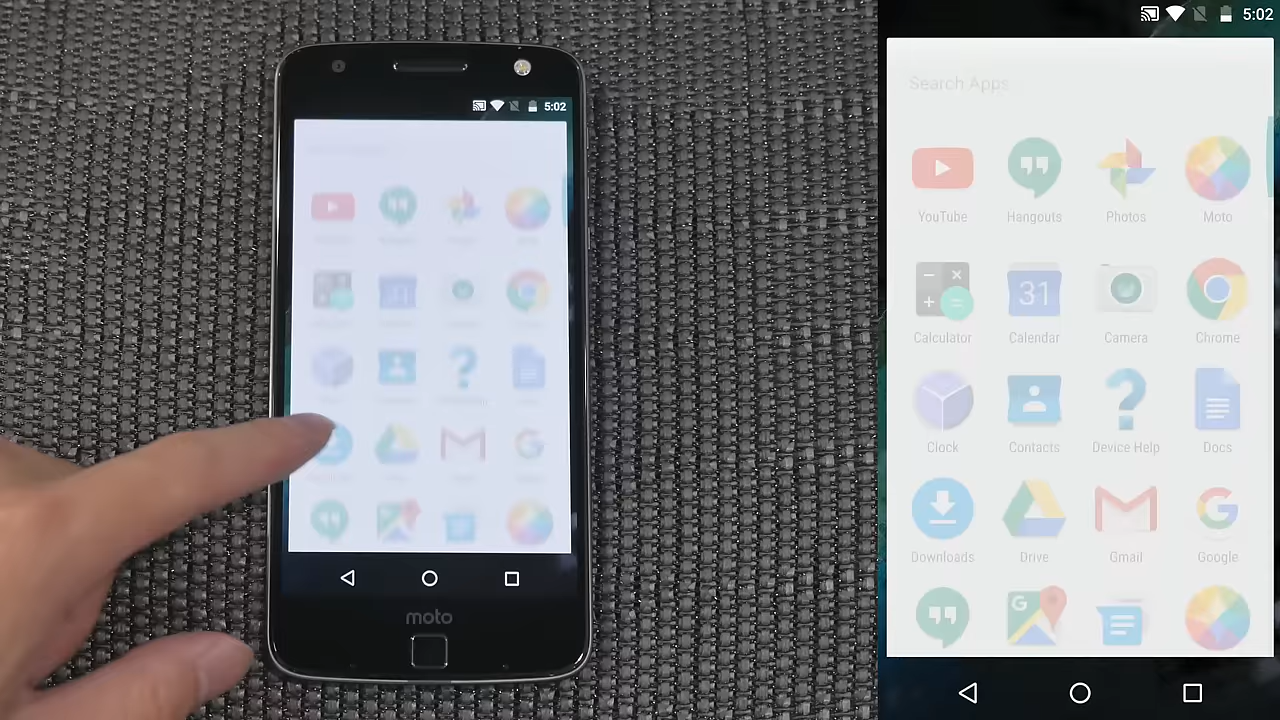 5:02
moto
5:02
Search Apps
YouTube Hangouts Photos Moto
31
Calculator Calendar Camera Chrome
Clock Contacts Device Help Docs
Downloads Drive Gmail Google
G